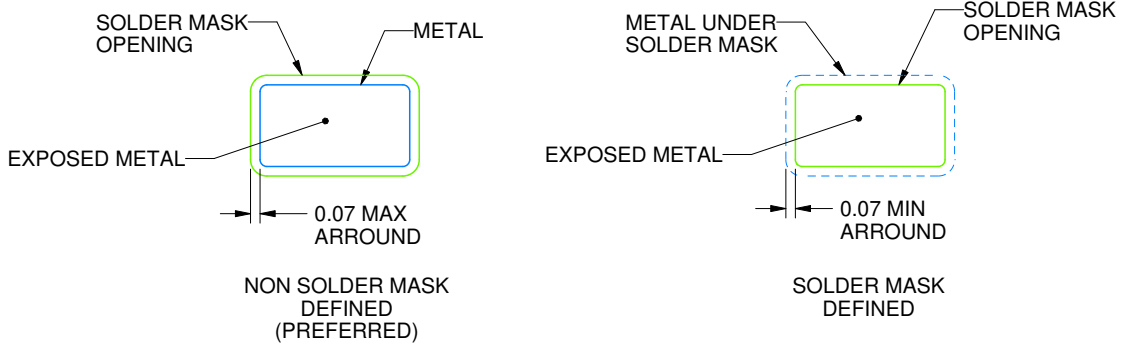 SOLDER MASK
OPENING
METAL
EXPOSED METAL
0.07 MAX
ARROUND
NON SOLDER MASK
DEFINED
(PREFERRED)
METAL UNDER
SOLDER MASK
SOLDER MASK
OPENING
EXPOSED METAL
0.07 MIN
ARROUND
SOLDER MASK
DEFINED